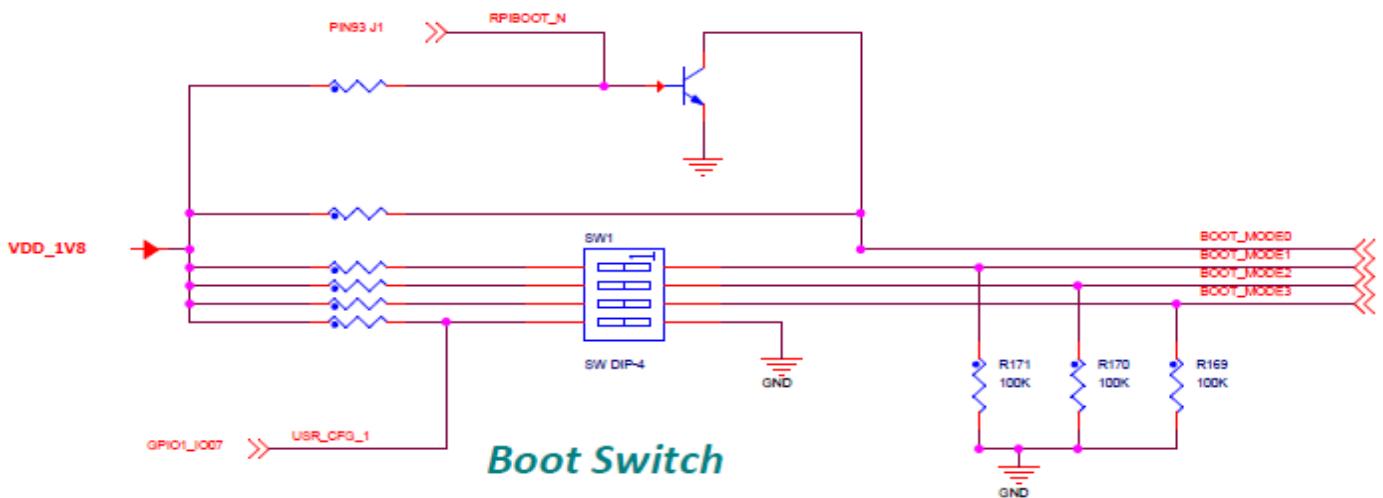 PIN93 J1
RPIBOOT_N
VDD_1V8
SW1
1
BOOT_MODE0
BOOT_MODE1
BOOT_MODE2
BOOT_MODE3
SW DIP-4
GND
R171
100K
R170
100K
R169
100K
GPIO1_IO07
USR_CFG_1
Boot Switch
GND